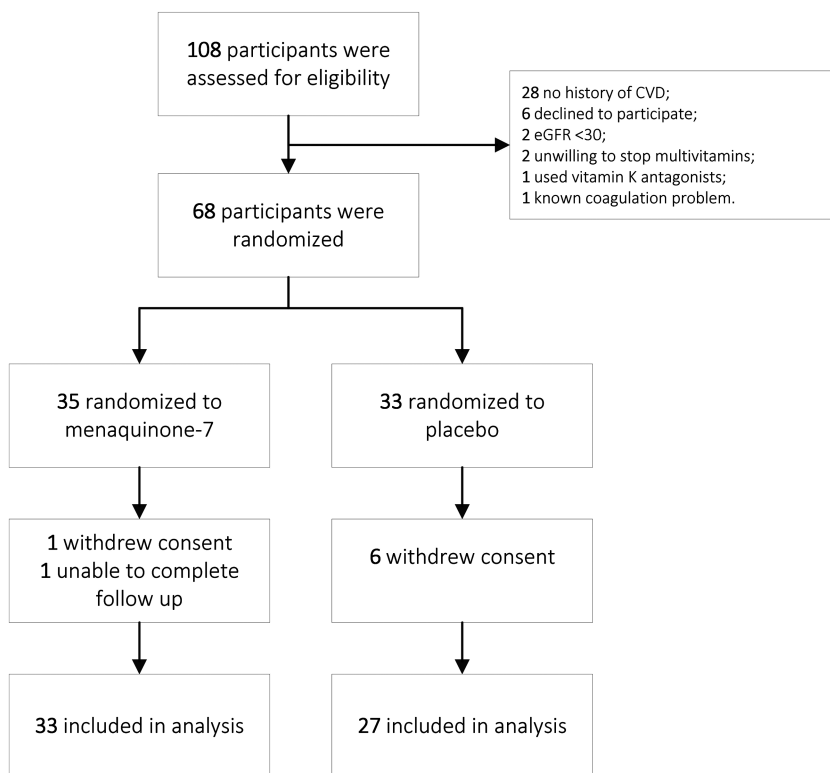 108 participants were
assessed for eligibility
28 no history of CVD;
6 declined to participate;
2 eGFR <30;
2 unwilling to stop multivitamins;
1 used vitamin K antagonists;
1 known coagulation problem.
68 participants were
randomized
35 randomized to
menaquinone-7
33 randomized to
placebo
1 withdrew consent
1 unable to complete
follow up
6 withdrew consent
33 included in analysis
27 included in analysis